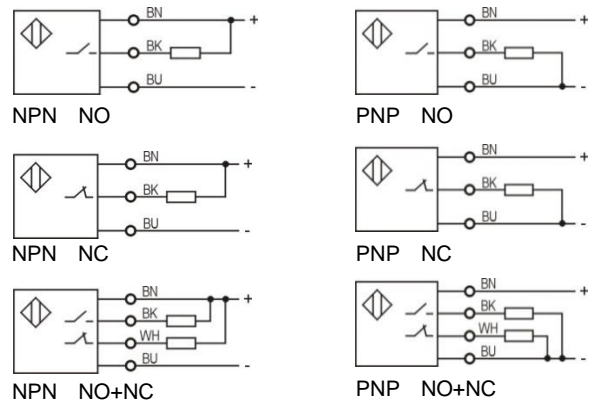 BN +
BK
BU -
NPN NO
BN +
BK
BU -
PNP NO
BN +
BK
BU -
NPN NC
BN +
BK
BU -
PNP NC
BN +
BK
WH
BU -
NPN NO+NC
BN +
BK
WH
BU -
PNP NO+NC